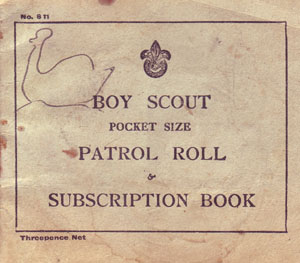 No. 611
BOY SCOUT
POCKET SIZE
PATROL ROLL
&
SUBSCRIPTION BOOK
Threepence Net